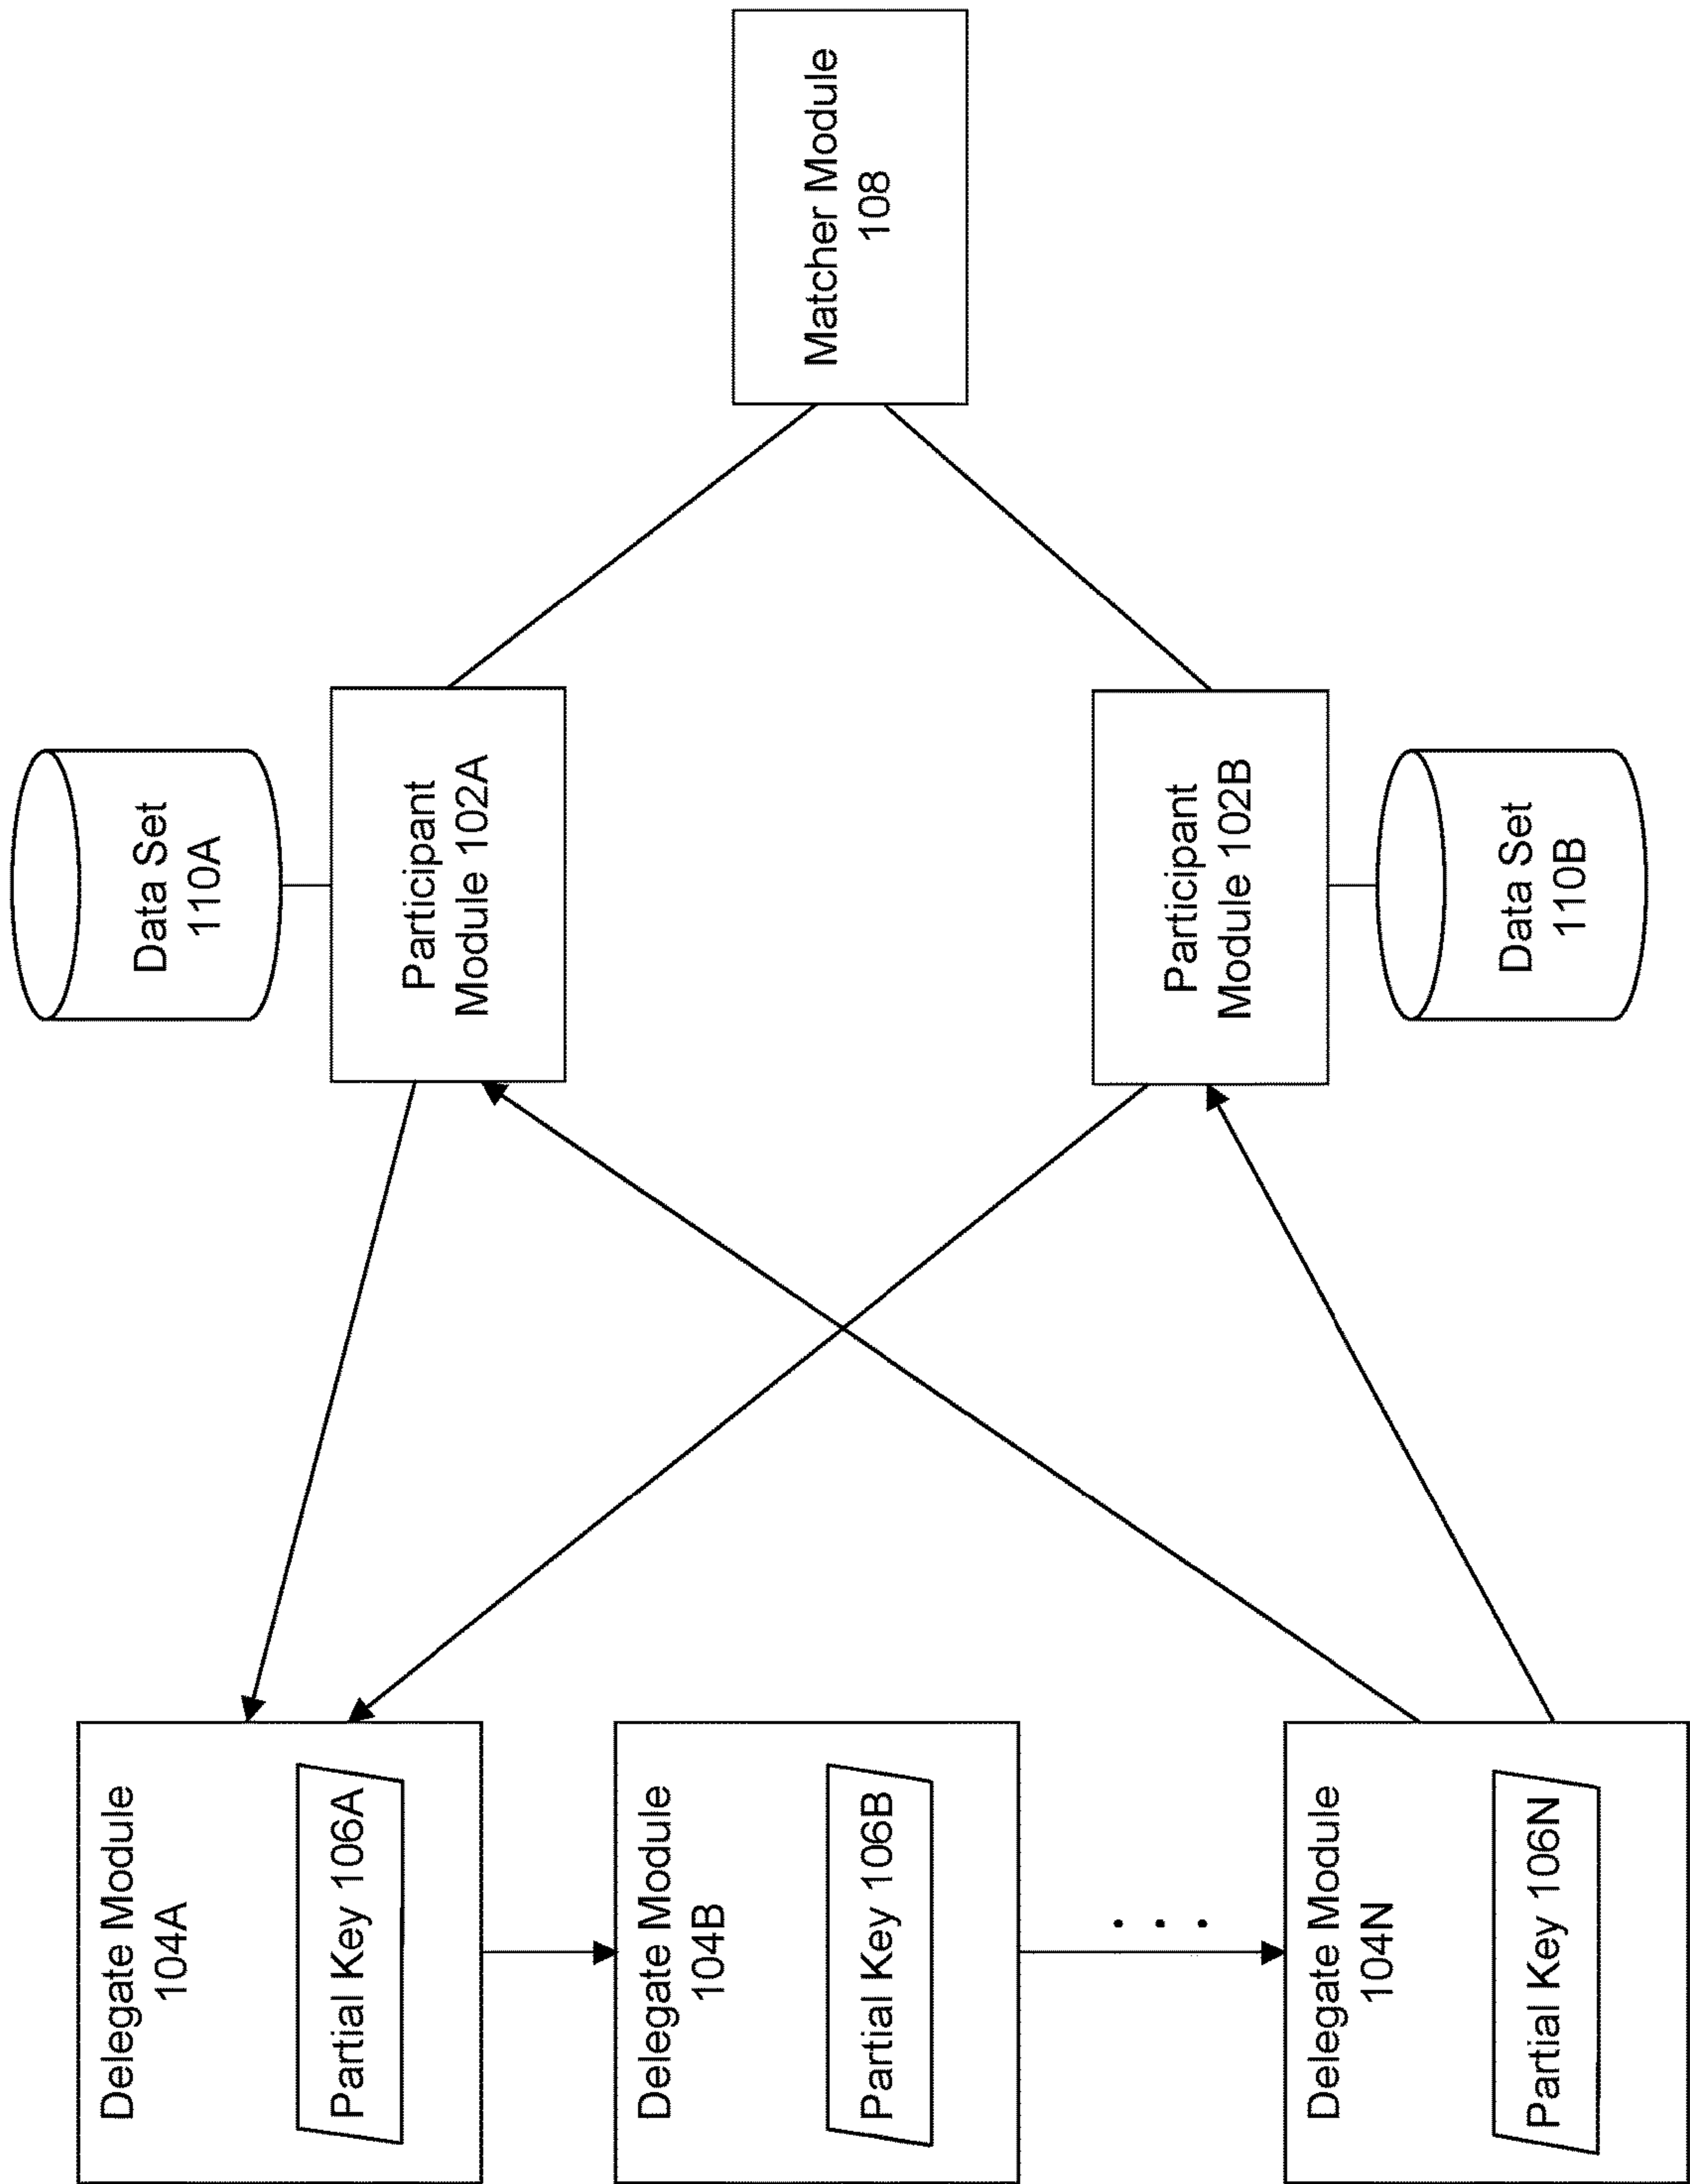 Delegate Module
104A
Partial Key 106A
Delegate Module
104B
Partial Key 106B
Delegate Module
104N
Partial Key 106N
Data Set
110A
Participant
Module 102A
Participant
Module 102B
Data Set
110B
Matcher Module
108